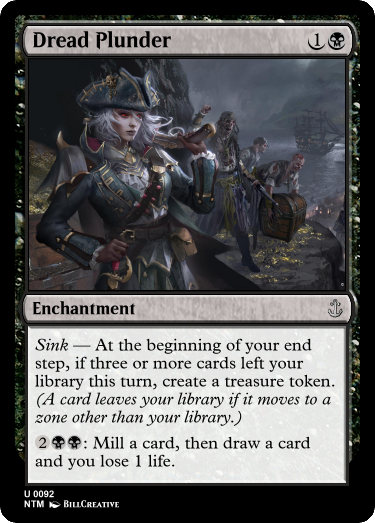 Dread Plunder 1
Enchantment
Sink — At the beginning of your end
step, if three or more cards left your
library this turn, create a treasure token.
(A card leaves your library if it moves to a
zone other than your library.)
2: Mill a card, then draw a card
and you lose 1 life.
U 0092
NTM BillCreative